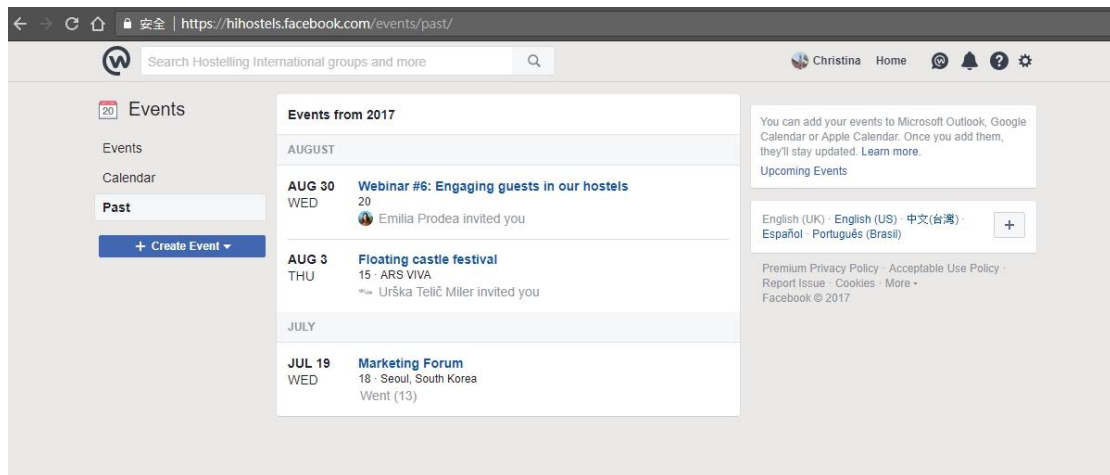 安全 | https://hihostels.facebook.com/events/past/
Search Hostelling International groups and more
Christina Home
20 Events
Events
Calendar
Past
+ Create Event
Events from 2017
AUGUST
AUG 30 Webinar #6: Engaging guests in our hostels
WED 20
Emilia Prodea invited you
AUG 3 Floating castle festival
THU 15 · ARS VIVA
Urška Telič Miler invited you
JULY
JUL 19 Marketing Forum
WED 18 · Seoul, South Korea
Went (13)
You can add your events to Microsoft Outlook, Google
Calendar or Apple Calendar. Once you add them,
they'll stay updated. Learn more.
Upcoming Events
English (UK) · English (US) · 中文(台灣) ·
Español · Português (Brasil)
+
Premium Privacy Policy · Acceptable Use Policy ·
Report Issue · Cookies · More
Facebook © 2017